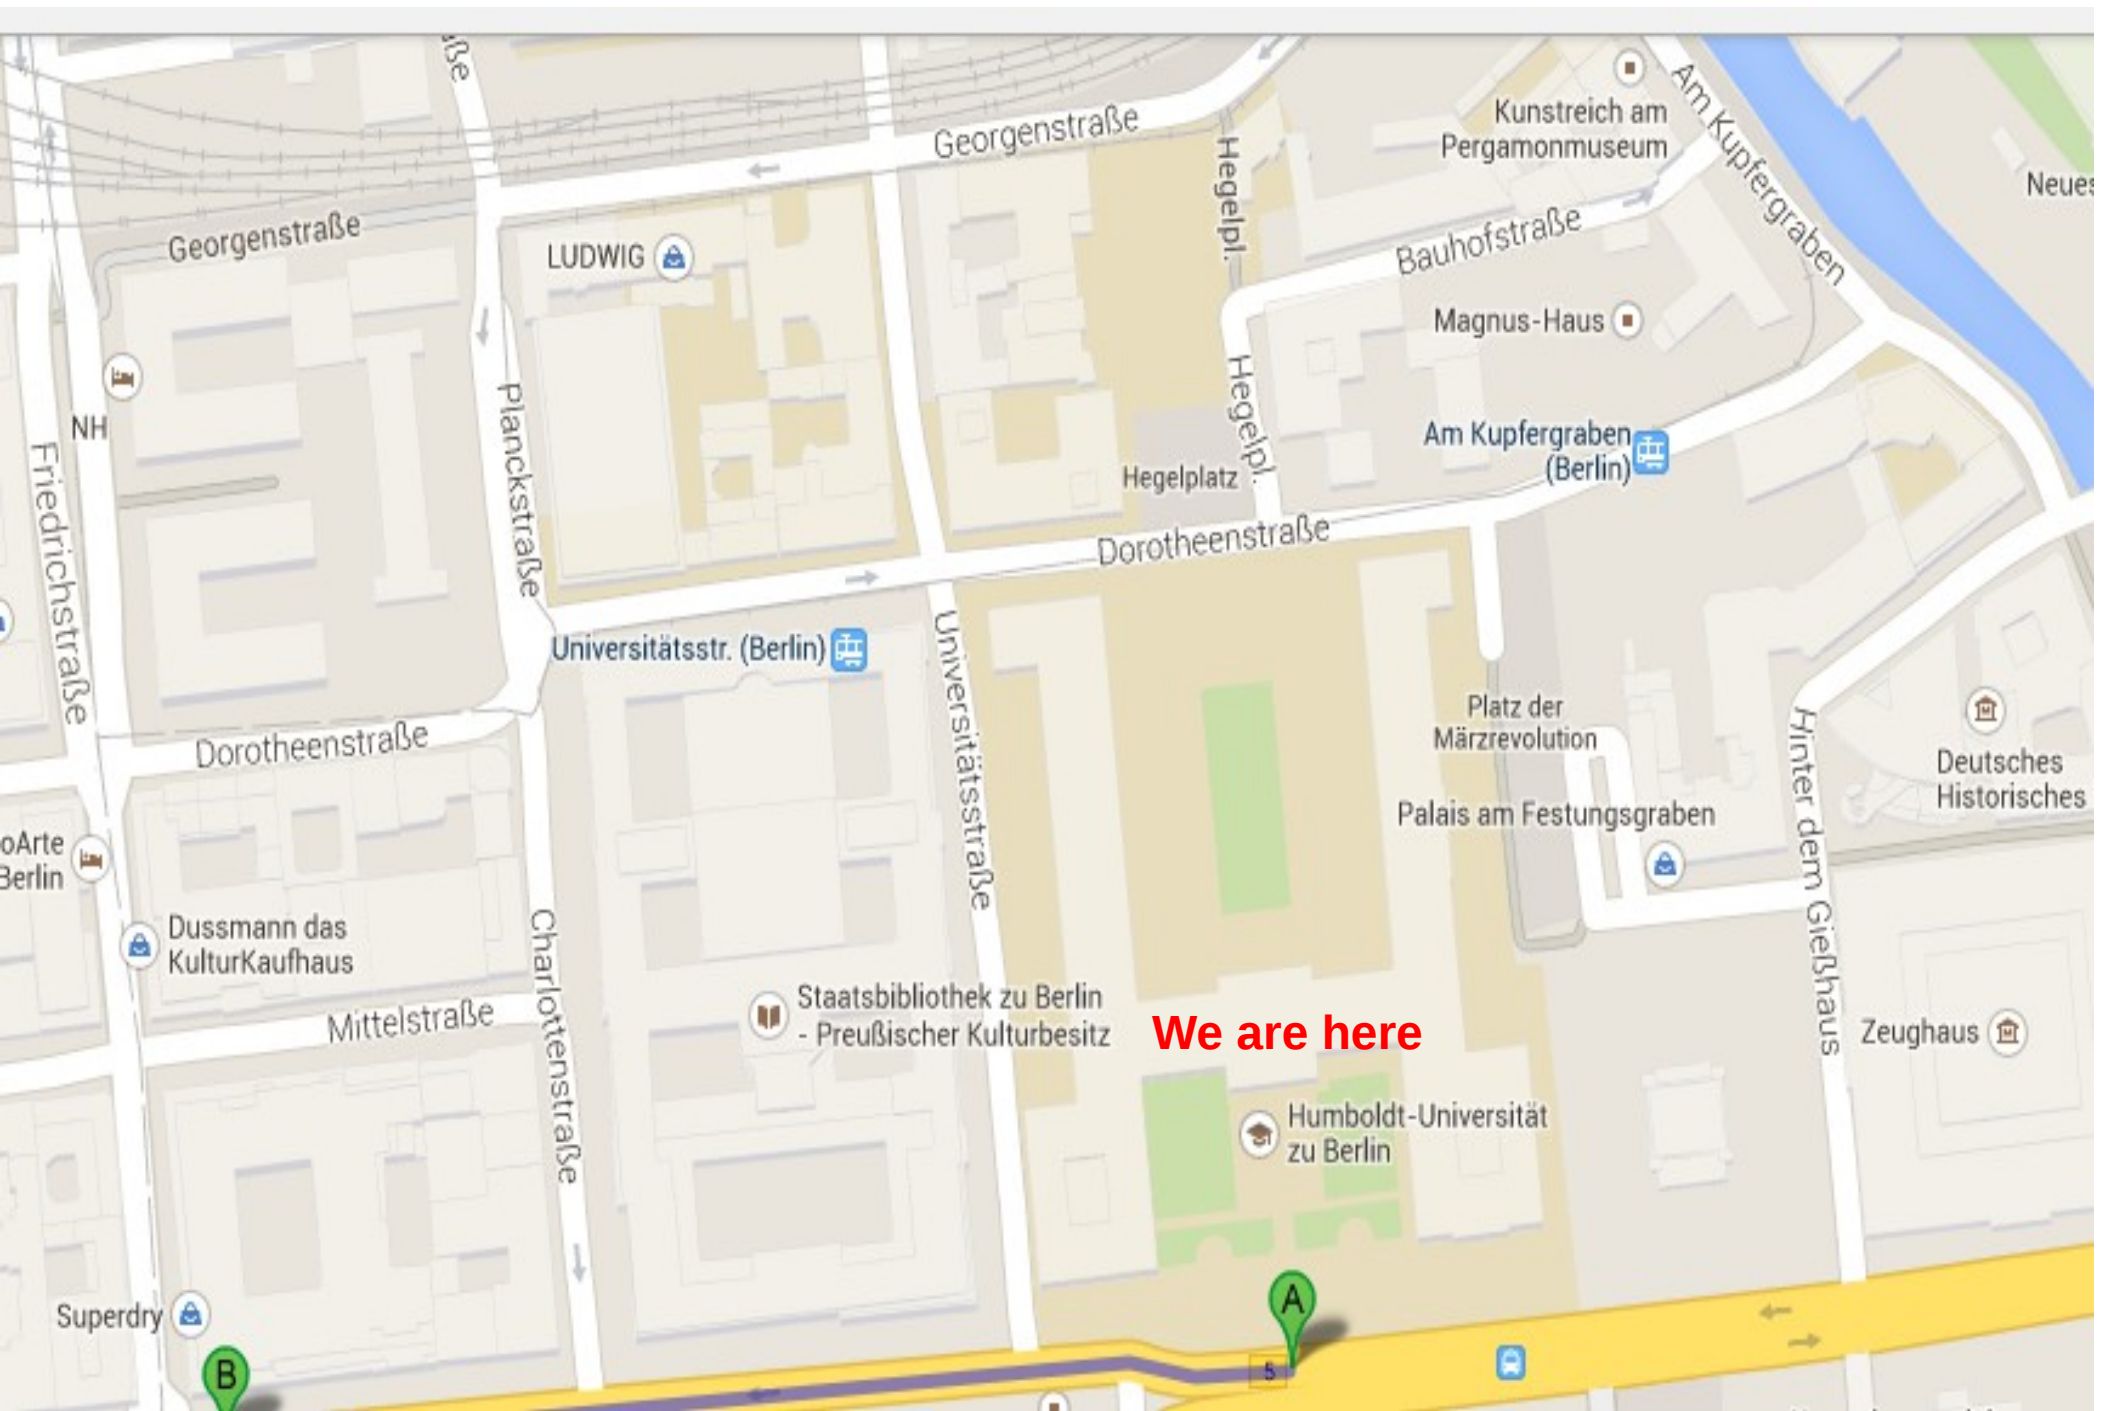 ße
Georgenstraße
Hegelpl.
Kunstreich am
Pergamonmuseum
Am Kupfergraben
Neues
Georgenstraße
LUDWIG
Bauhofstraße
Magnus-Haus
NH
Friedrichstraße
Planckstraße
Hegelpl.
Am Kupfergraben
(Berlin)
Hegelplatz
Dorotheenstraße
Universitätsstr. (Berlin)
Universitätsstraße
Dorotheenstraße
Platz der
Märzrevolution
Hinter dem Gießhaus
Deutsches
Historisches
Palais am Festungsgraben
oArte
Berlin
Dussmann das
KulturKaufhaus
Charlottenstraße
Mittelstraße
Staatsbibliothek zu Berlin
- Preußischer Kulturbesitz
We are here
Zeughaus
Humboldt-Universität
zu Berlin
Superdry
A
B
5